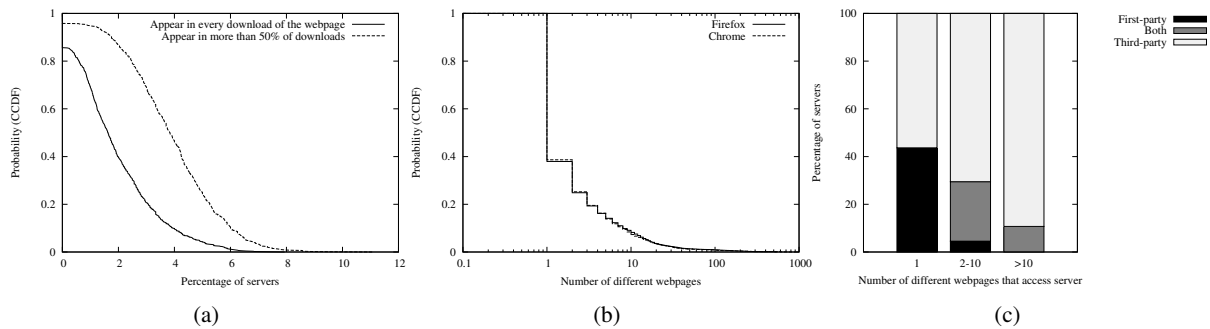 1
0.8
0.6
0.4
0.2
0
Probability (CCDF)
Appear in every download of the webpage
Appear in more than 50% of downloads
0 2 4 6 8 10 12
Percentage of servers
(a)
1
0.8
0.6
0.4
0.2
0
Probability (CCDF)
Firefox
Chrome
0.1 1 10 100 1000
Number of different webpages
(b)
100
80
60
40
20
0
Percentage of servers
1 2-10 >10
Number of different webpages that access server
First-party
Both
Third-party
(c)